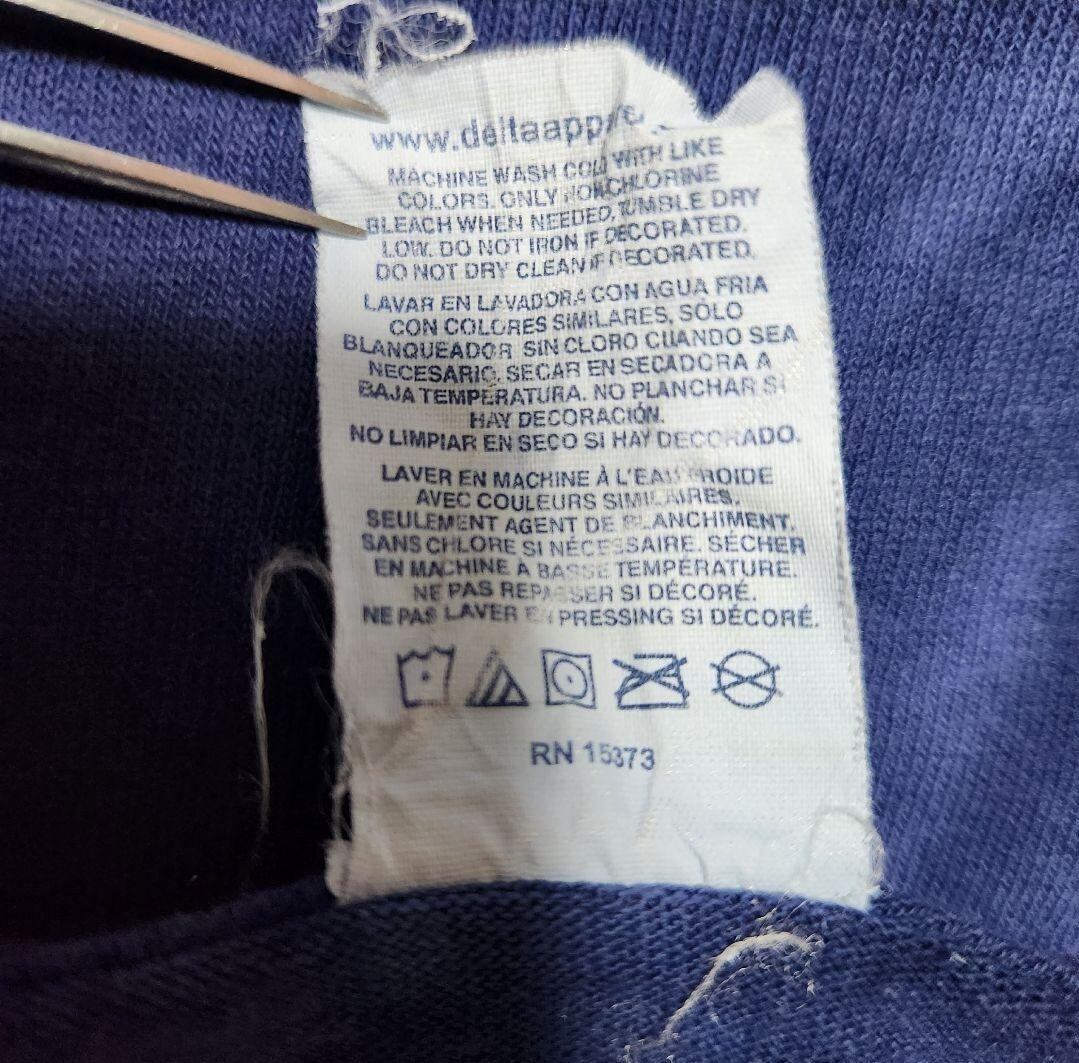 www.deltaappa
MACHINE WASH COLD WITH LIKE
COLORS. ONLY NONCHLORINE
BLEACH WHEN NEEDED. TUMBLE DRY
LOW. DO NOT IRON IF DECORATED.
DO NOT DRY CLEAN IF DECORATED.
LAVAR EN LAVADORA CON AGUA FRIA
CON COLORES SIMILARES, SÓLO
BLANQUEADOR SIN CLORO CUANDO SEA
NECESARIO. SECAR EN SECADORA A
BAJA TEMPERATURA. NO PLANCHAR SI
HAY DECORACIÓN.
NO LIMPIAR EN SECO SI HAY DECORADO.
LAVER EN MACHINE À L'EAU FROIDE
AVEC COULEURS SIMILAIRES.
SEULEMENT AGENT DE BLANCHIMENT.
SANS CHLORE SI NÉCESSAIRE. SÉCHER
EN MACHINE À BASSE TEMPÉRATURE.
NE PAS REPASSER SI DÉCORÉ.
NE PAS LAVER EN PRESSING SI DÉCORÉ.
RN 15373